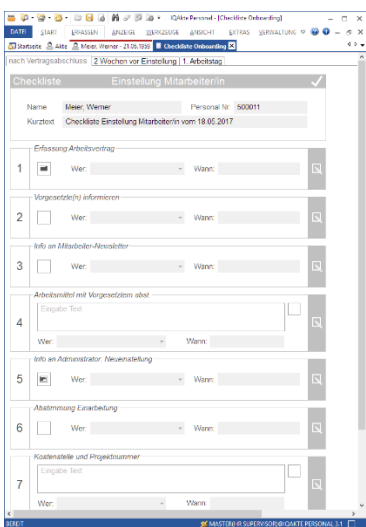 IQAkte Personal - [Checkliste Onboarding]
DATEI START ERFASSEN ANZEIGE WERKZEUGE ANSICHT EXTRAS VERWALTUNG
Startseite Akte Meier, Werner - 21.05.1959 Checkliste Onboarding
nach Vertragsabschluss 2 Wochen vor Einstellung 1. Arbeitstag
Checkliste Einstellung Mitarbeiter/in
Name Meier, Werner Personal Nr. 500011
Kurztext Checkliste Einstellung Mitarbeiter/in vom 18.05.2017
Erfassung Arbeitsvertrag
1 Wer: Wann:
Vorgesetzte(n) informieren
2 Wer: Wann:
Info an Mitarbeiter-Newsletter
3 Wer: Wann:
Arbeitsmittel mit Vorgesetztem abst.
Eingabe Text
4
Wer: Wann:
Info an Administrator: Neueinstellung
5 Wer: Wann:
Abstimmung Einarbeitung
6 Wer: Wann:
Kostenstelle und Projektnummer
Eingabe Text
7
Wer: Wann:
BEREIT MASTER(HR SUPERVISOR)@IQAKTE PERSONAL 3.1